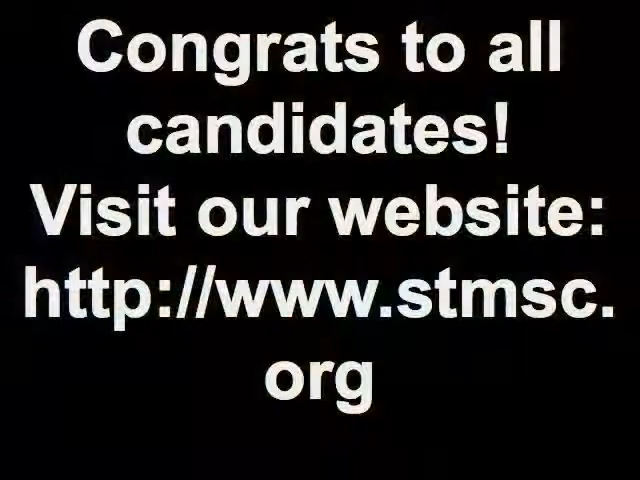 Congrats to all
candidates!
Visit our website:
http://www.stmsc.
org